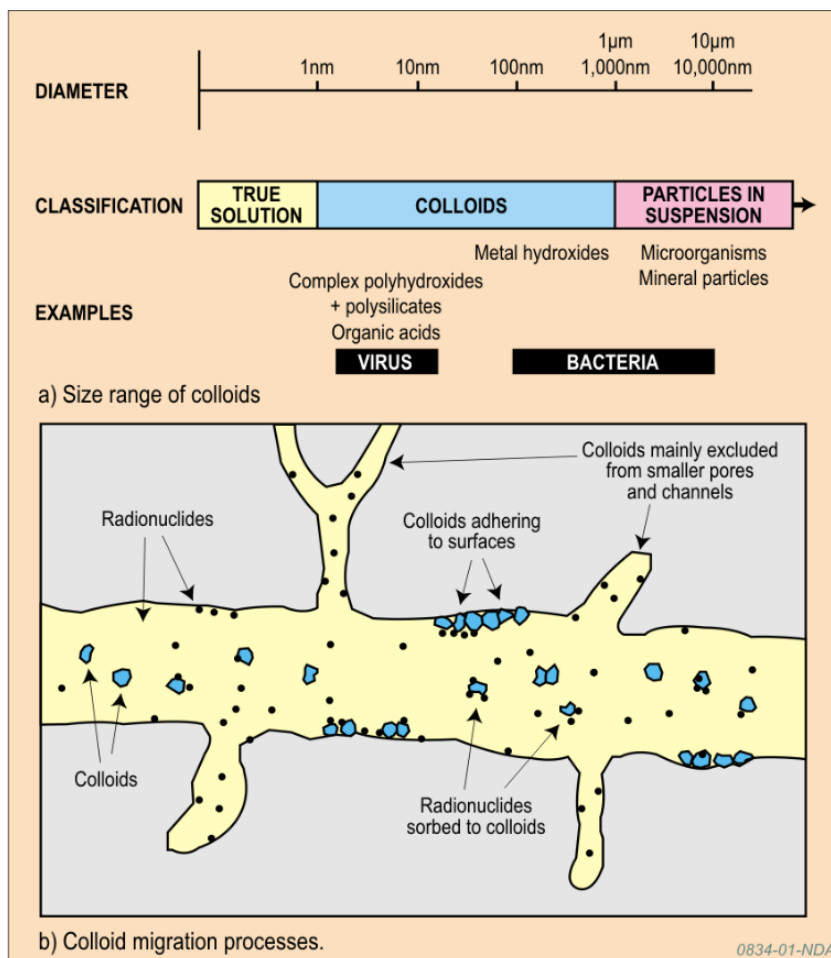 1µm
10µm
1nm
10nm
100nm
1,000nm
10,000nm
DIAMETER
CLASSIFICATION
TRUE
SOLUTION
COLLOIDS
PARTICLES IN
SUSPENSION
EXAMPLES
Metal hydroxides
Microorganisms
Mineral particles
Complex polyhydroxides
+ polysilicates
Organic acids
VIRUS
BACTERIA
a) Size range of colloids
Colloids mainly excluded
from smaller pores
and channels
Radionuclides
Colloids adhering
to surfaces
Colloids
Radionuclides
sorbed to colloids
b) Colloid migration processes.
0834-01-NDA